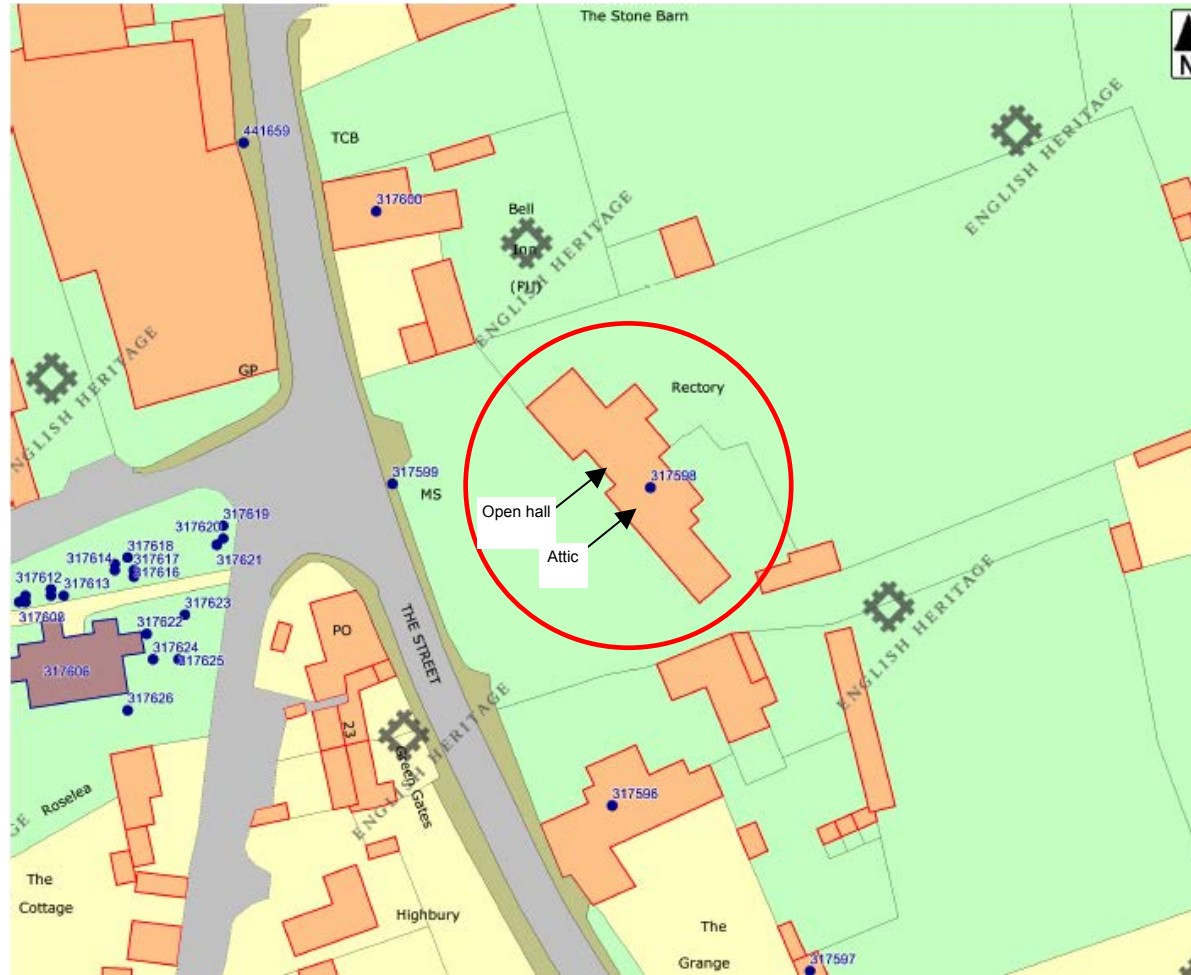 The Stone Barn
N
ENGLISH HERITAGE
441659
TCB
317600
Bell
Inn
(PH)
ENGLISH HERITAGE
ENGLISH HERITAGE
GP
Rectory
317599
MS
317598
Open hall
Attic
317619
317620
317621
317618
317614
317617
317616
317612
317613
317608
317623
317622
317624
317625
317606
317626
PO
THE STREET
23
Green Gates
ENGLISH HERITAGE
ENGLISH HERITAGE
Roselea
GE
317596
The
Cottage
Highbury
The
Grange
317597